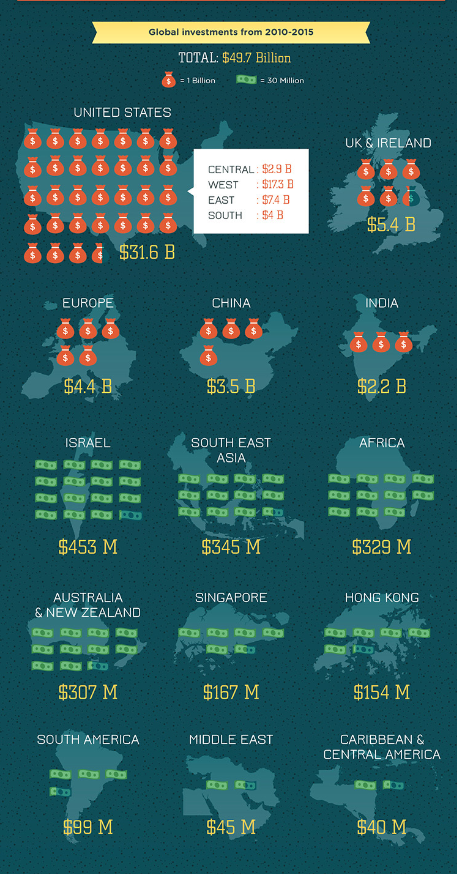 Global investments from 2010-2015
TOTAL: $49.7 Billion
$ = 1 Billion = 30 Million
UNITED STATES
CENTRAL : $2.9 B
WEST : $17.3 B
EAST : $7.4 B
SOUTH : $4 B
$31.6 B
UK & IRELAND
$5.4 B
EUROPE
$4.4 B
CHINA
$3.5 B
INDIA
$2.2 B
ISRAEL
$453 M
SOUTH EAST
ASIA
$345 M
AFRICA
$329 M
AUSTRALIA
& NEW ZEALAND
$307 M
SINGAPORE
$167 M
HONG KONG
$154 M
SOUTH AMERICA
$99 M
MIDDLE EAST
$45 M
CARIBBEAN &
CENTRAL AMERICA
$40 M